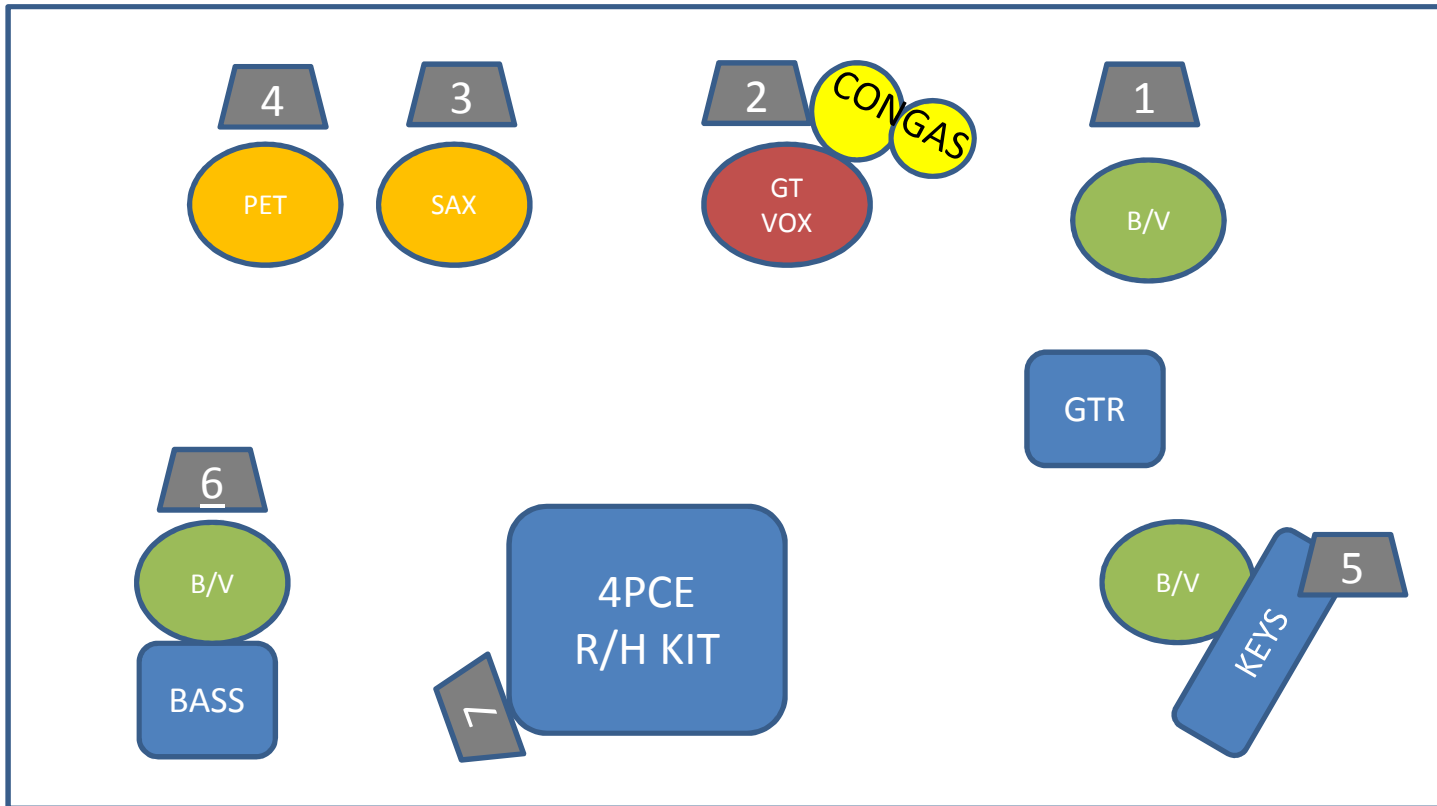 4
3
2
CONGAS
1
PET
SAX
GT
VOX
B/V
GTR
6
B/V
BASS
4PCE
R/H KIT
7
B/V
KEYS
5